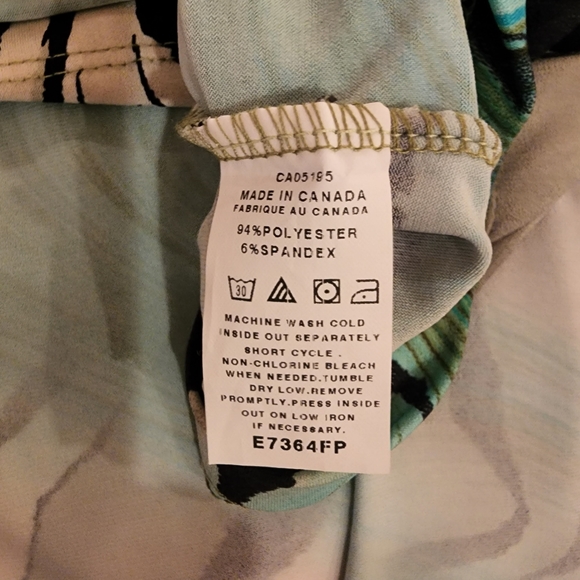 CA05195
MADE IN CANADA
FABRIQUE AU CANADA
94%POLYESTER
6%SPANDEX
30
MACHINE WASH COLD
INSIDE OUT SEPARATELY
SHORT CYCLE .
NON-CHLORINE BLEACH
WHEN NEEDED.TUMBLE
DRY LOW.REMOVE
PROMPTLY.PRESS INSIDE
OUT ON LOW IRON
IF NECESSARY.
E7364FP